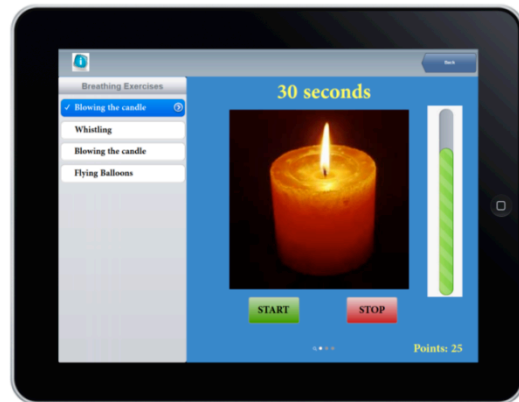 Back
Breathing Exercises
✓ Blowing the candle
Whistling
Blowing the candle
Flying Balloons
30 seconds
START
STOP
Points: 25